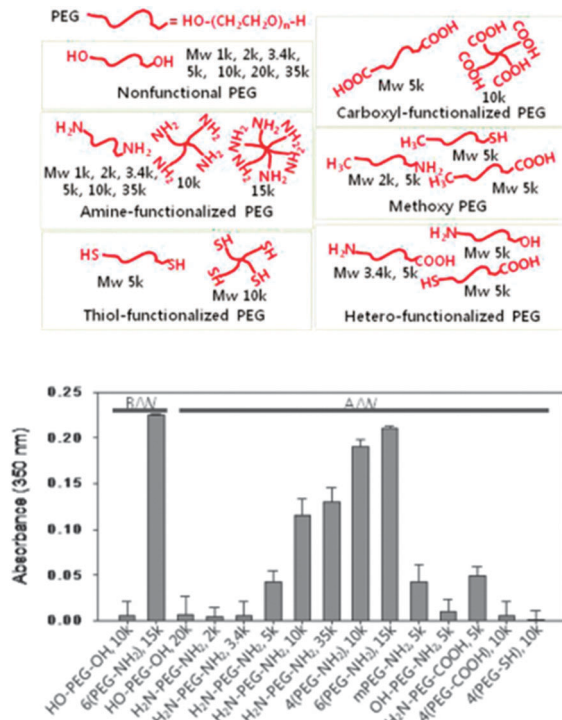 PEG = HO-(CH₂CH₂O)n-H
HO OH
Mw 1k, 2k, 3.4k,
5k, 10k, 20k, 35k
Nonfunctional PEG
HOOC COOH
Mw 5k
COOH COOH COOH COOH
10k
Carboxyl-functionalized PEG
H₂N NH₂
Mw 1k, 2k, 3.4k,
5k, 10k, 35k
NH₂ NH₂ NH₂ NH₂
10k
NH₂ NH₂ NH₂ NH₂ NH₂ NH₂
15k
Amine-functionalized PEG
H₃C SH
Mw 5k
H₃C NH₂
Mw 2k, 5k
H₃C COOH
Mw 5k
Methoxy PEG
HS SH
Mw 5k
SH SH SH SH
Mw 10k
Thiol-functionalized PEG
H₂N OH
Mw 5k
H₂N COOH
Mw 3.4k, 5k
HS COOH
Mw 5k
Hetero-functionalized PEG
Absorbance (350 nm)
0.25
0.20
0.15
0.10
0.05
0.00
A/W
HO-PEG-OH, 10k
6(PEG-NH₂), 15k
HO-PEG-OH, 20k
H₂N-PEG-NH₂, 2k
H₂N-PEG-NH₂, 3.4k
H₂N-PEG-NH₂, 5k
H₂N-PEG-NH₂, 10k
H₂N-PEG-NH₂, 35k
4(PEG-NH₂), 10k
6(PEG-NH₂), 15k
mPEG-NH₂, 5k
OH-PEG-NH₂, 5k
H₂N-PEG-COOH, 5k
4(PEG-COOH), 10k
4(PEG-SH), 10k